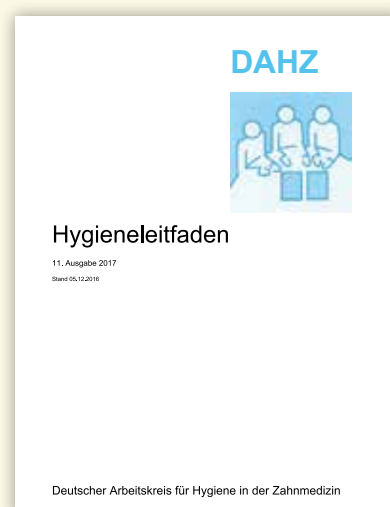 DAHZ
Hygieneleitfaden
11. Ausgabe 2017
Stand 05.12.2016
Deutscher Arbeitskreis für Hygiene in der Zahnmedizin